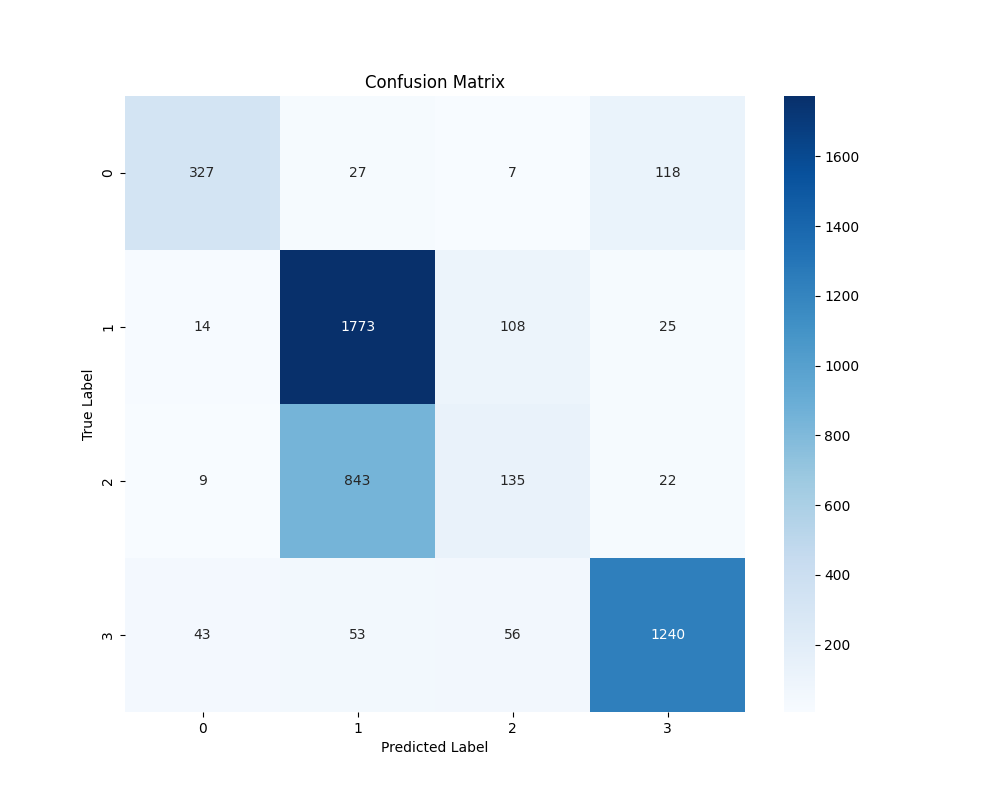 Confusion Matrix
0 327 27 7 118
1 14 1773 108 25
2 9 843 135 22
3 43 53 56 1240
0 1 2 3
Predicted Label
True Label
1600
1400
1200
1000
800
600
400
200